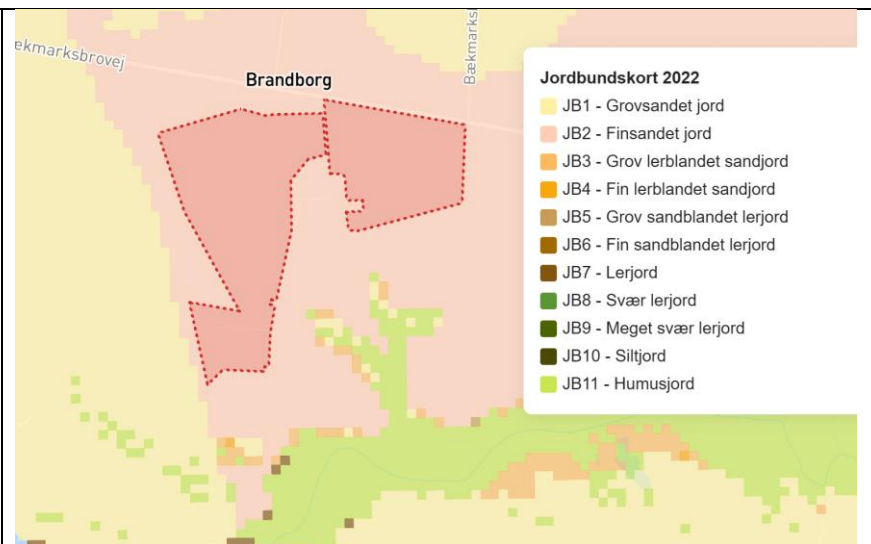 ækmarksbrovej
Brandborg
Bækmarks
Jordbundskort 2022
JB1 - Grovsandet jord
JB2 - Finsandet jord
JB3 - Grov lerblandet sandjord
JB4 - Fin lerblandet sandjord
JB5 - Grov sandblandet lerjord
JB6 - Fin sandblandet lerjord
JB7 - Lerjord
JB8 - Svær lerjord
JB9 - Meget svær lerjord
JB10 - Siltjord
JB11 - Humusjord